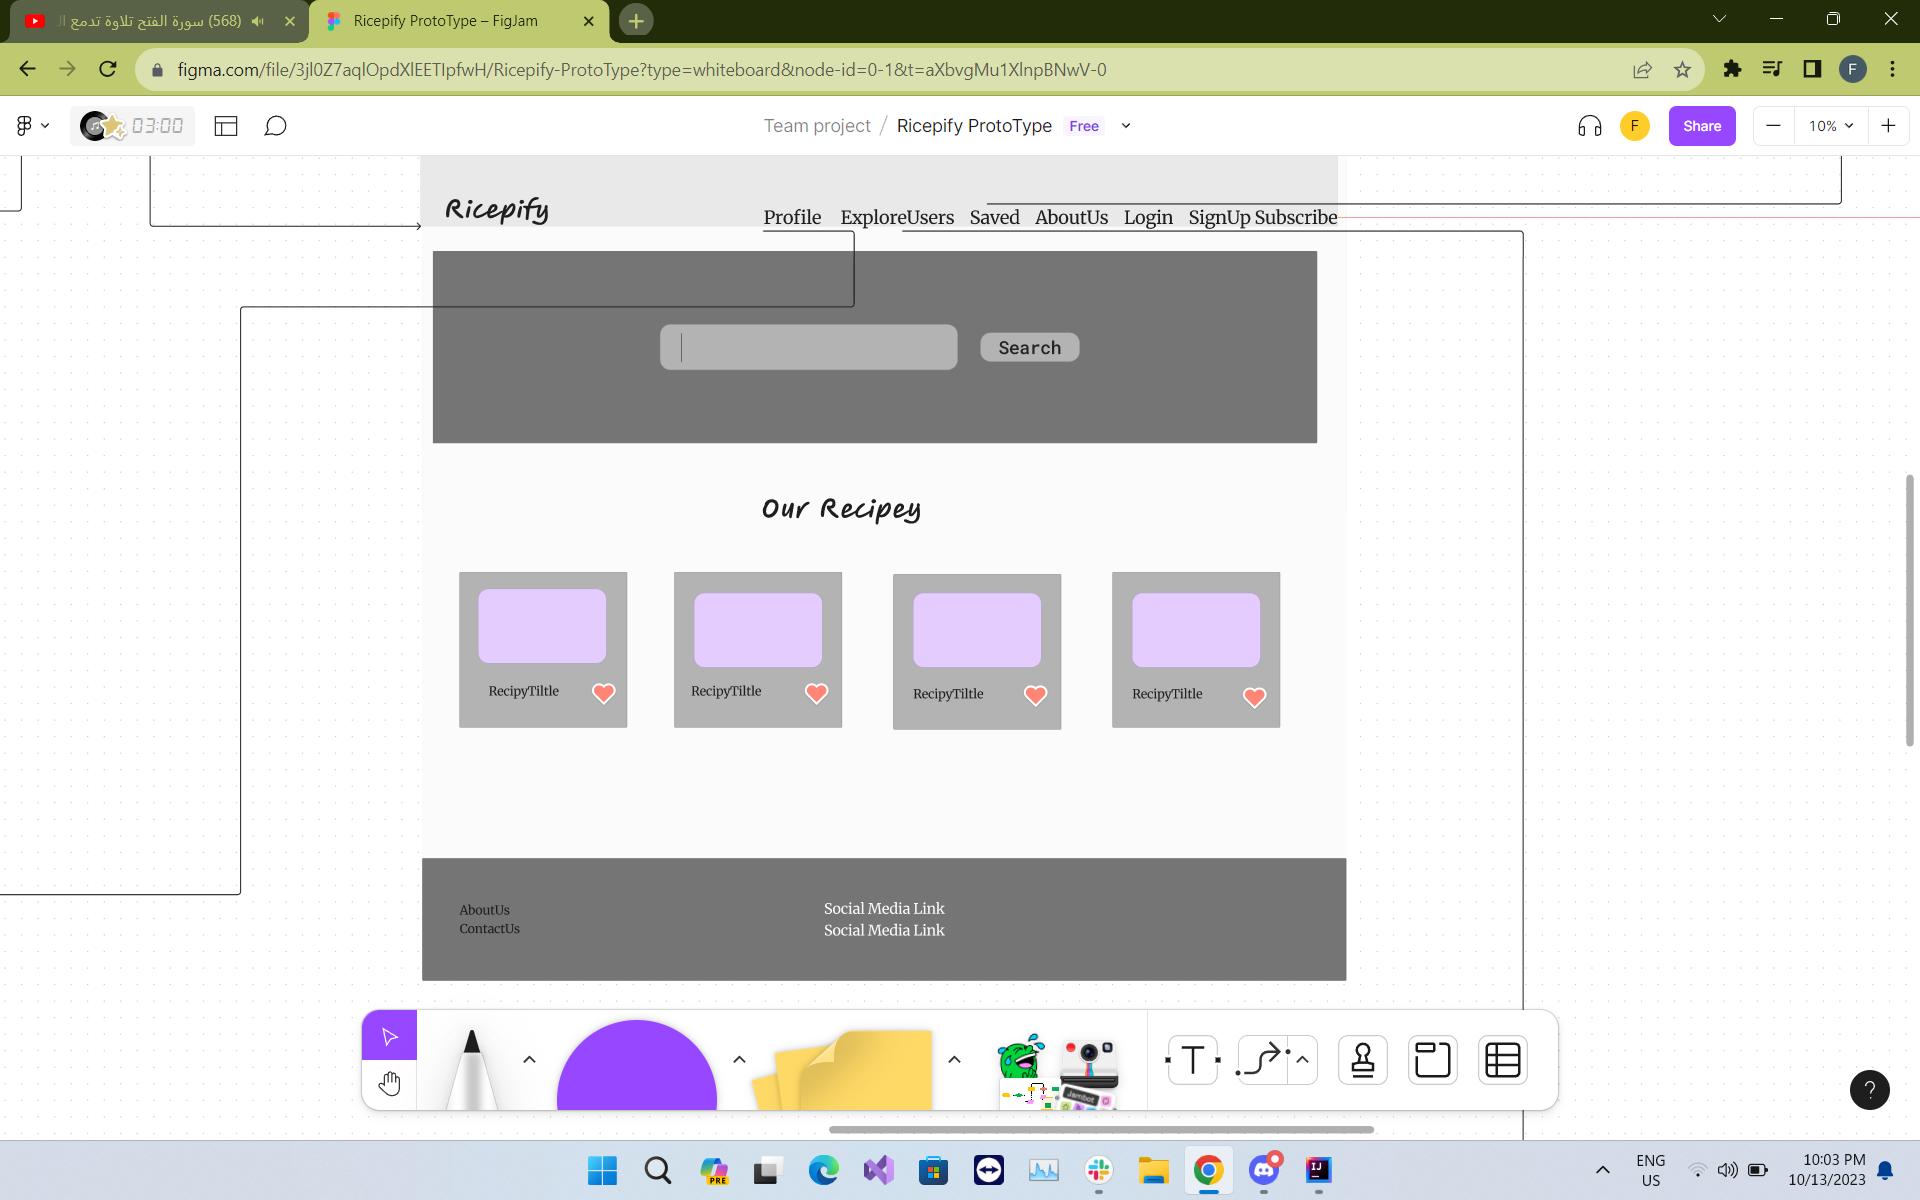 (568) سورة الفتح تلاوة تدمع ال
Ricepify ProtoType – FigJam
figma.com/file/3jl0Z7aqlOpdXlEETIpfwH/Ricepify-ProtoType?type=whiteboard&node-id=0-1&t=aXbvgMu1XlnpBNwV-0
F
03:00
Team project / Ricepify ProtoType Free
F
Share
10%
Ricepify
Profile ExploreUsers Saved AboutUs Login SignUp Subscribe
Search
Our Recipey
RecipyTiltle
RecipyTiltle
RecipyTiltle
RecipyTiltle
AboutUs
ContactUs
Social Media Link
Social Media Link
Jambot
T
?
PRE
IJ
ENG
US
10:03 PM
10/13/2023